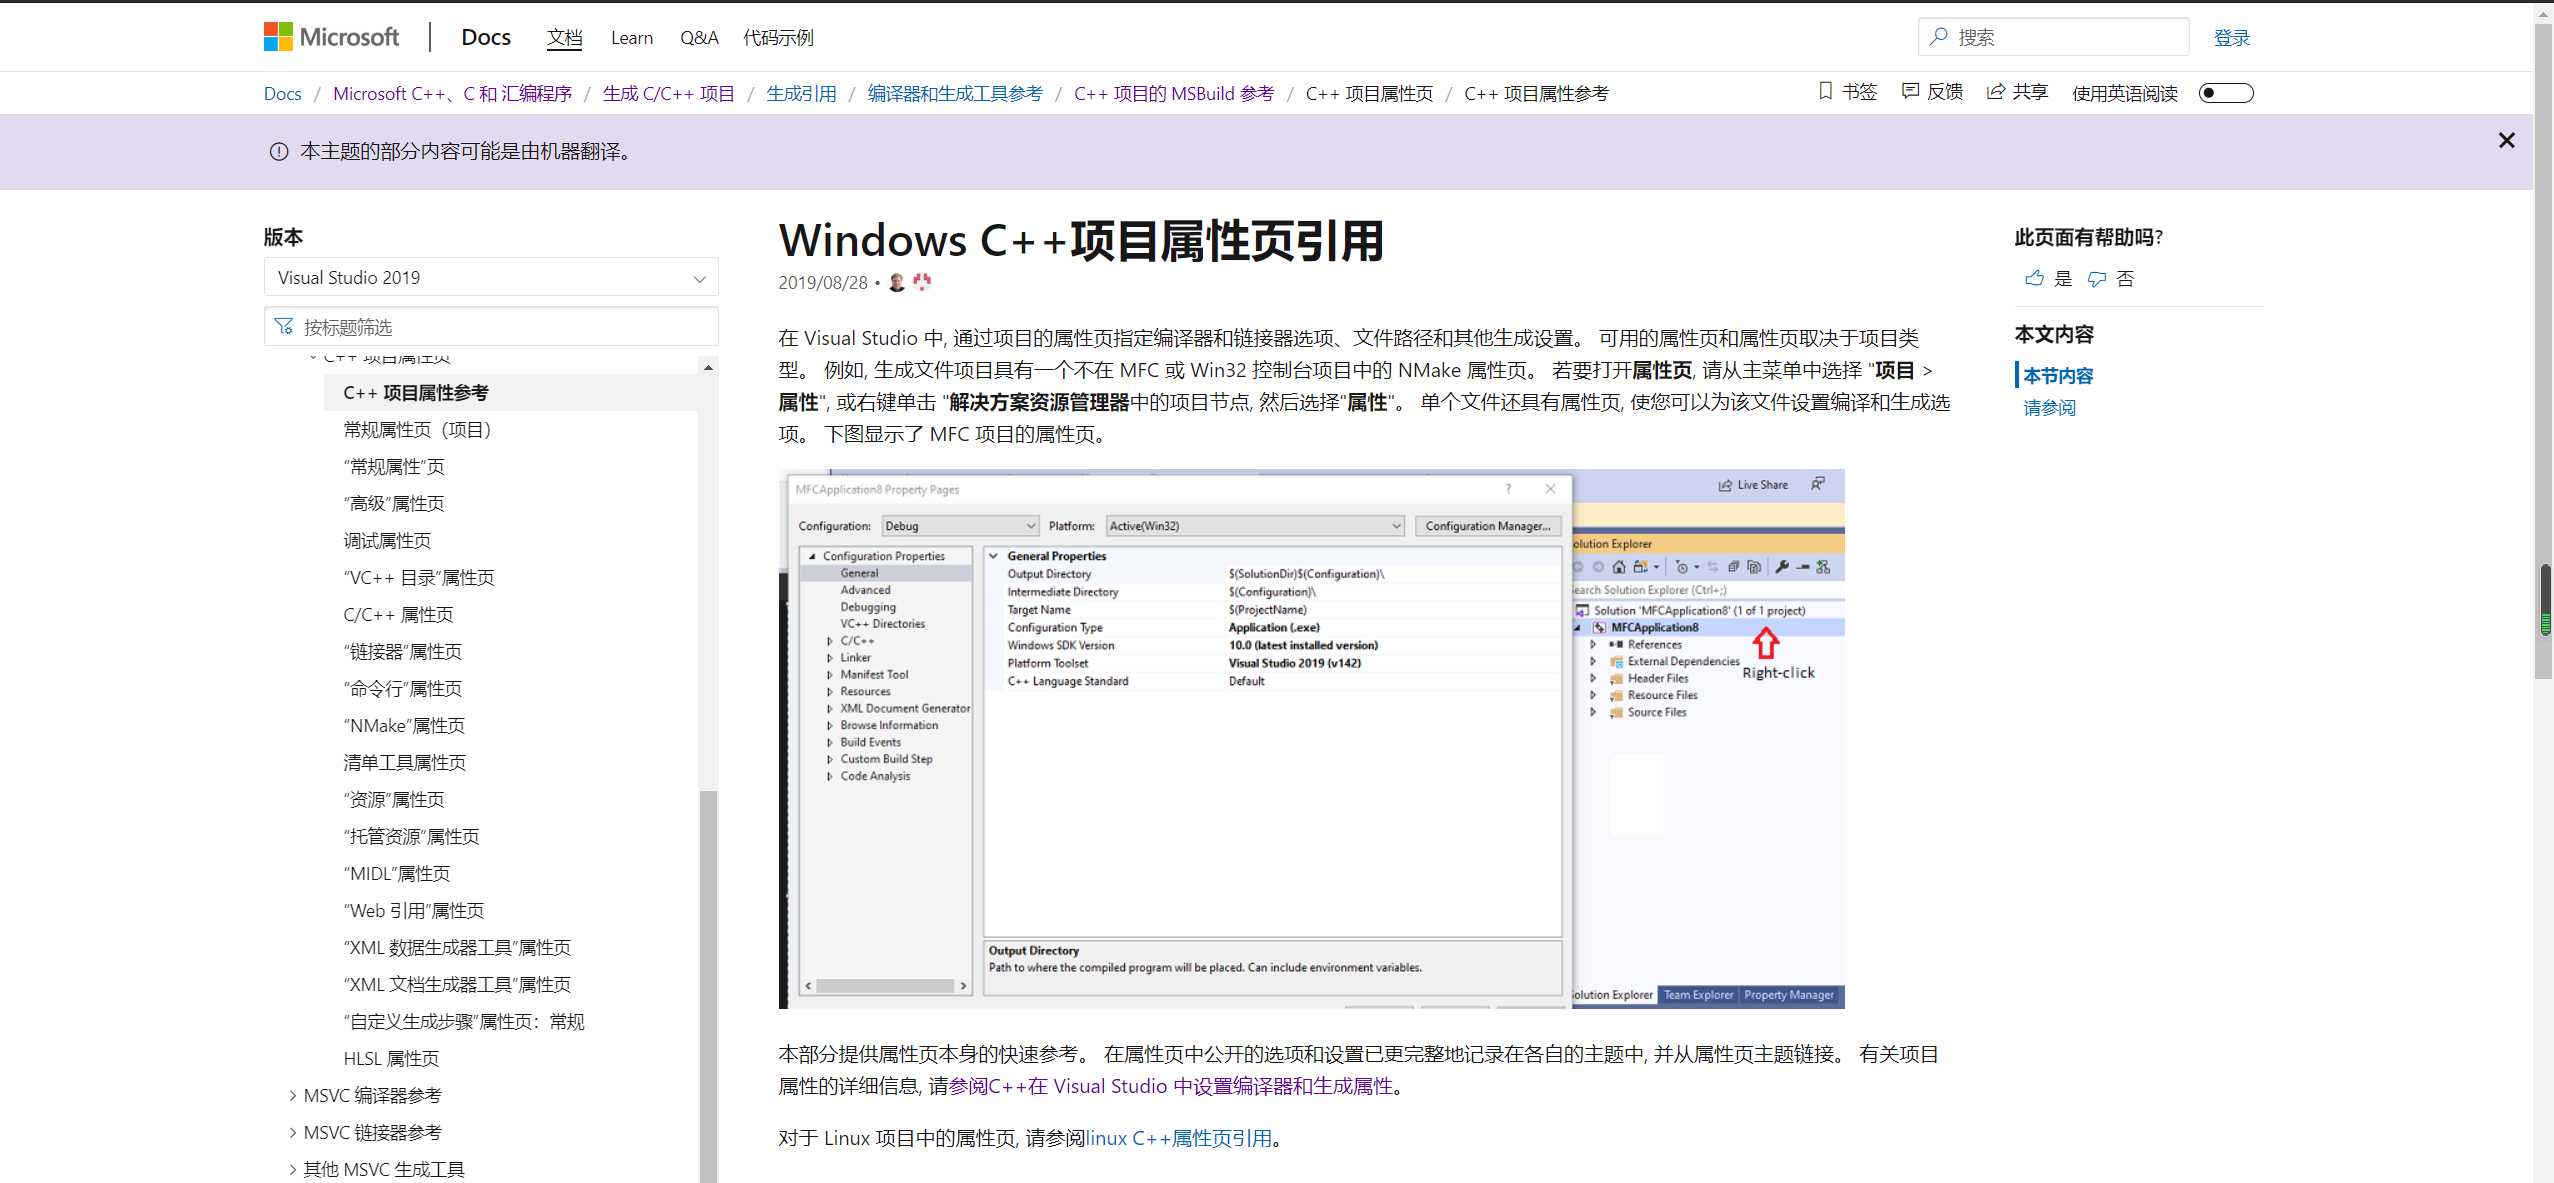 Microsoft
Docs
文档
Learn
Q&A
代码示例
搜索
登录
Docs / Microsoft C++、C 和 汇编程序 / 生成 C/C++ 项目 / 生成引用 / 编译器和生成工具参考 / C++ 项目的 MSBuild 参考 / C++ 项目属性页 / C++ 项目属性参考
书签
反馈
共享
使用英语阅读
本主题的部分内容可能是由机器翻译。
版本
Visual Studio 2019
按标题筛选
C++ 项目属性页
C++ 项目属性参考
常规属性页（项目）
“常规属性”页
“高级”属性页
调试属性页
“VC++ 目录”属性页
C/C++ 属性页
“链接器”属性页
“命令行”属性页
“NMake”属性页
清单工具属性页
“资源”属性页
“托管资源”属性页
“MIDL”属性页
“Web 引用”属性页
“XML 数据生成器工具”属性页
“XML 文档生成器工具”属性页
“自定义生成步骤”属性页：常规
HLSL 属性页
MSVC 编译器参考
MSVC 链接器参考
其他 MSVC 生成工具
Windows C++项目属性页引用
2019/08/28 •
在 Visual Studio 中, 通过项目的属性页指定编译器和链接器选项、文件路径和其他生成设置。 可用的属性页和属性页取决于项目类
型。 例如, 生成文件项目具有一个不在 MFC 或 Win32 控制台项目中的 NMake 属性页。 若要打开属性页, 请从主菜单中选择 "项目 >
属性", 或右键单击 "解决方案资源管理器中的项目节点, 然后选择"属性"。 单个文件还具有属性页, 使您可以为该文件设置编译和生成选
项。 下图显示了 MFC 项目的属性页。
MFCApplication8 Property Pages
?
Configuration: Debug
Platform: Active(Win32)
Configuration Manager...
Configuration Properties
General
Advanced
Debugging
VC++ Directories
C/C++
Linker
Manifest Tool
Resources
XML Document Generator
Browse Information
Build Events
Custom Build Step
Code Analysis
General Properties
Output Directory $(SolutionDir)$(Configuration)\
Intermediate Directory $(Configuration)\
Target Name $(ProjectName)
Configuration Type Application (.exe)
Windows SDK Version 10.0 (latest installed version)
Platform Toolset Visual Studio 2019 (v142)
C++ Language Standard Default
Output Directory
Path to where the compiled program will be placed. Can include environment variables.
Live Share
olution Explorer
earch Solution Explorer (Ctrl+;)
Solution 'MFCApplication8' (1 of 1 project)
MFCApplication8
References
External Dependencies
Header Files
Resource Files
Source Files
Right-click
olution Explorer
Team Explorer
Property Manager
本部分提供属性页本身的快速参考。 在属性页中公开的选项和设置已更完整地记录在各自的主题中, 并从属性页主题链接。 有关项目
属性的详细信息, 请参阅C++在 Visual Studio 中设置编译器和生成属性。
对于 Linux 项目中的属性页, 请参阅linux C++属性页引用。
此页面有帮助吗?
是
否
本文内容
本节内容
请参阅